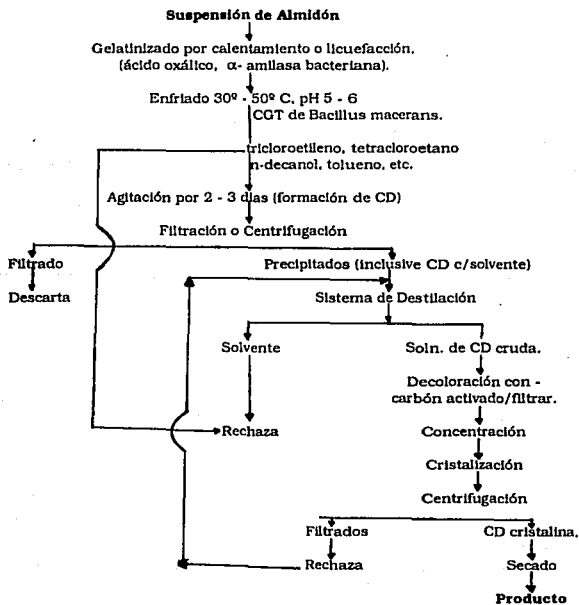 Suspensión de Almidón
Gelatinizado por calentamiento o licuefacción.
(ácido oxálico, α- amilasa bacteriana).
Enfriado 30º - 50º C. pH 5 - 6
CGT de Bacillus macerans.
tricloroetileno, tetracloroetano
n-decanol, tolueno, etc.
Agitación por 2 - 3 dias (formación de CD)
Filtración o Centrifugación
Filtrado
Precipitados (inclusive CD c/solvente)
Descarta
Sistema de Destilación
Solvente
Soln. de CD cruda.
Decoloración con -
carbón activado/filtrar.
Rechaza
Concentración
Cristalización
Centrifugación
Filtrados
CD cristalina.
Rechaza
Secado
Producto